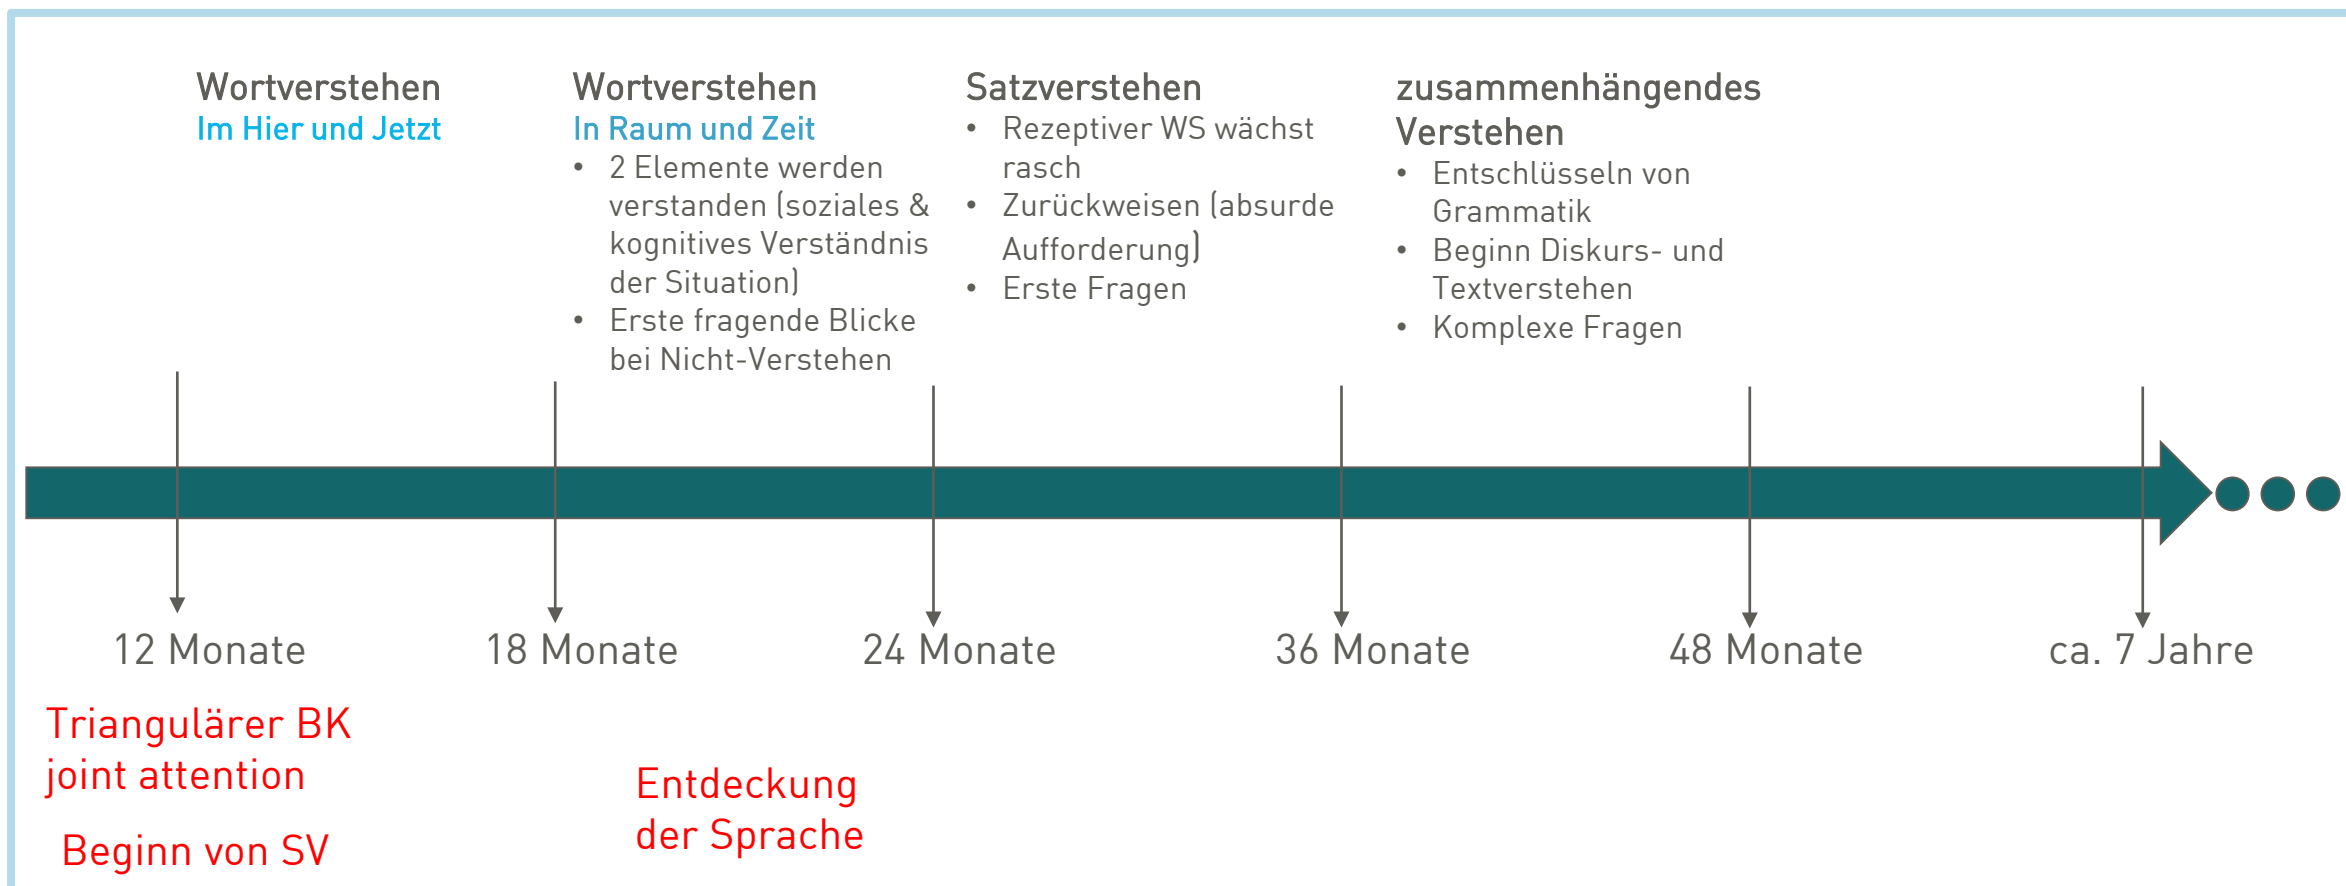 Wortverstehen
Im Hier und Jetzt
Wortverstehen
In Raum und Zeit
• 2 Elemente werden
verstanden (soziales &
kognitives Verständnis
der Situation)
• Erste fragende Blicke
bei Nicht-Verstehen
Satzverstehen
• Rezeptiver WS wächst
rasch
• Zurückweisen (absurde
Aufforderung)
• Erste Fragen
zusammenhängendes
Verstehen
• Entschlüsseln von
Grammatik
• Beginn Diskurs- und
Textverstehen
• Komplexe Fragen
12 Monate
18 Monate
24 Monate
36 Monate
48 Monate
ca. 7 Jahre
Triangulärer BK
joint attention
Beginn von SV
Entdeckung
der Sprache